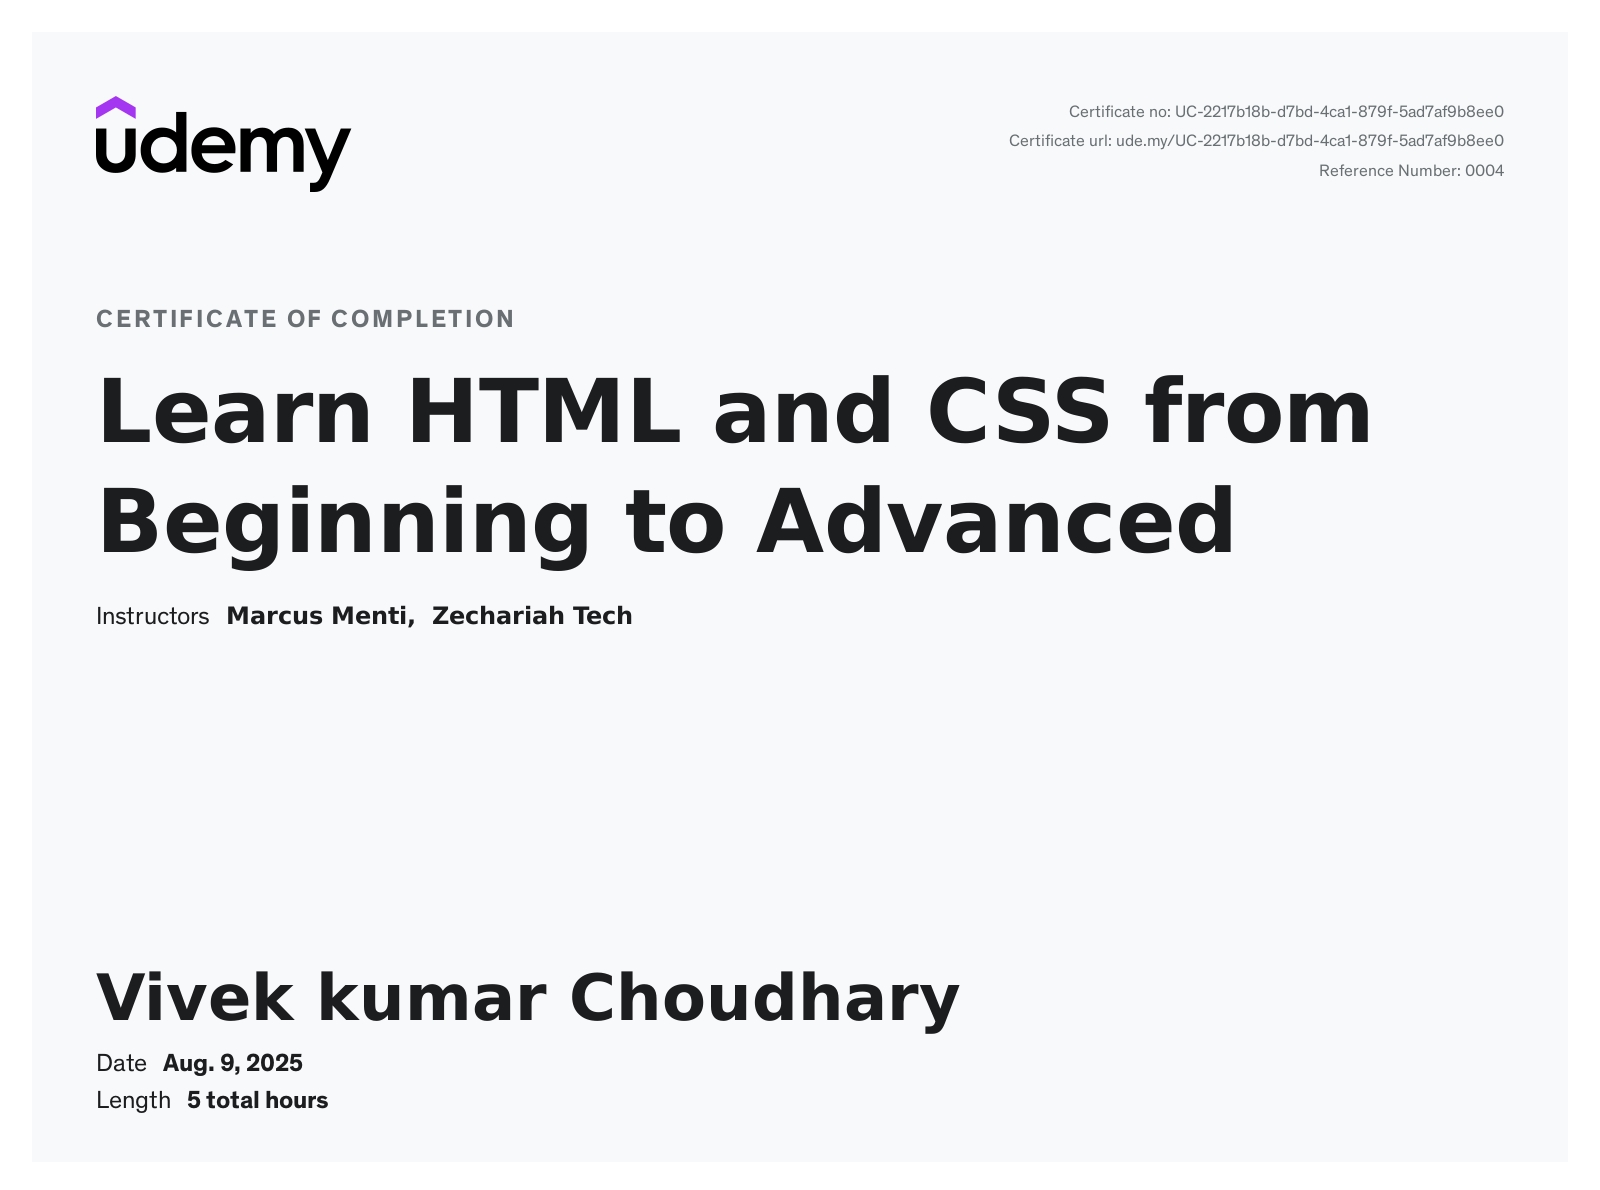 udemy
Certificate no: UC-2217b18b-d7bd-4ca1-879f-5ad7af9b8ee0
Certificate url: ude.my/UC-2217b18b-d7bd-4ca1-879f-5ad7af9b8ee0
Reference Number: 0004
CERTIFICATE OF COMPLETION
Learn HTML and CSS from
Beginning to Advanced
Instructors Marcus Menti, Zechariah Tech
Vivek kumar Choudhary
Date Aug. 9, 2025
Length 5 total hours